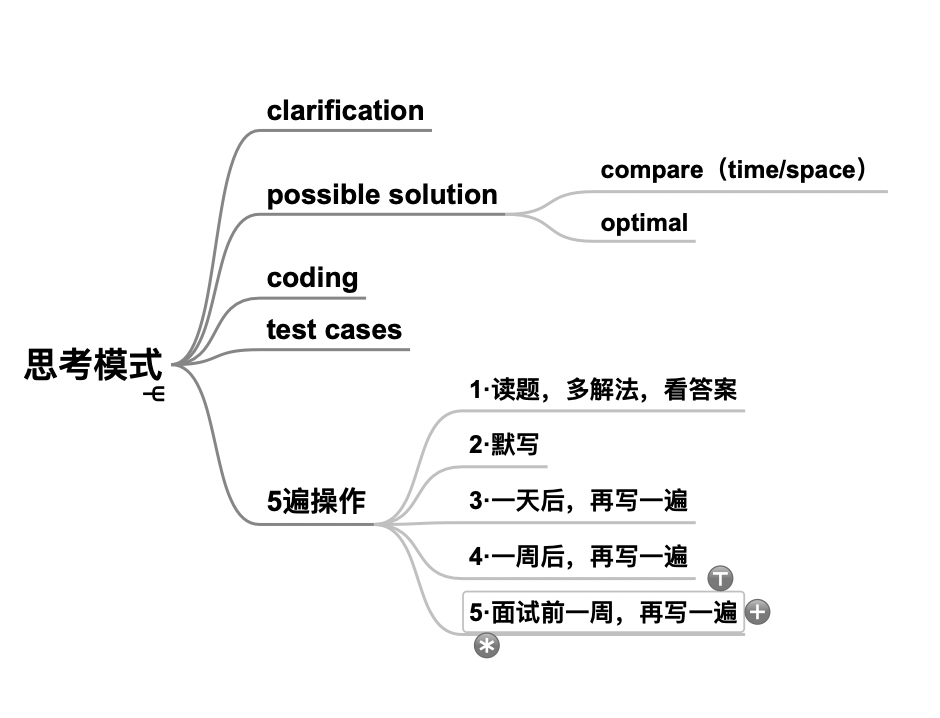 clarification
compare（time/space）
possible solution
optimal
coding
test cases
思考模式
1·读题，多解法，看答案
2·默写
5遍操作
3·一天后，再写一遍
4·一周后，再写一遍
5·面试前一周，再写一遍